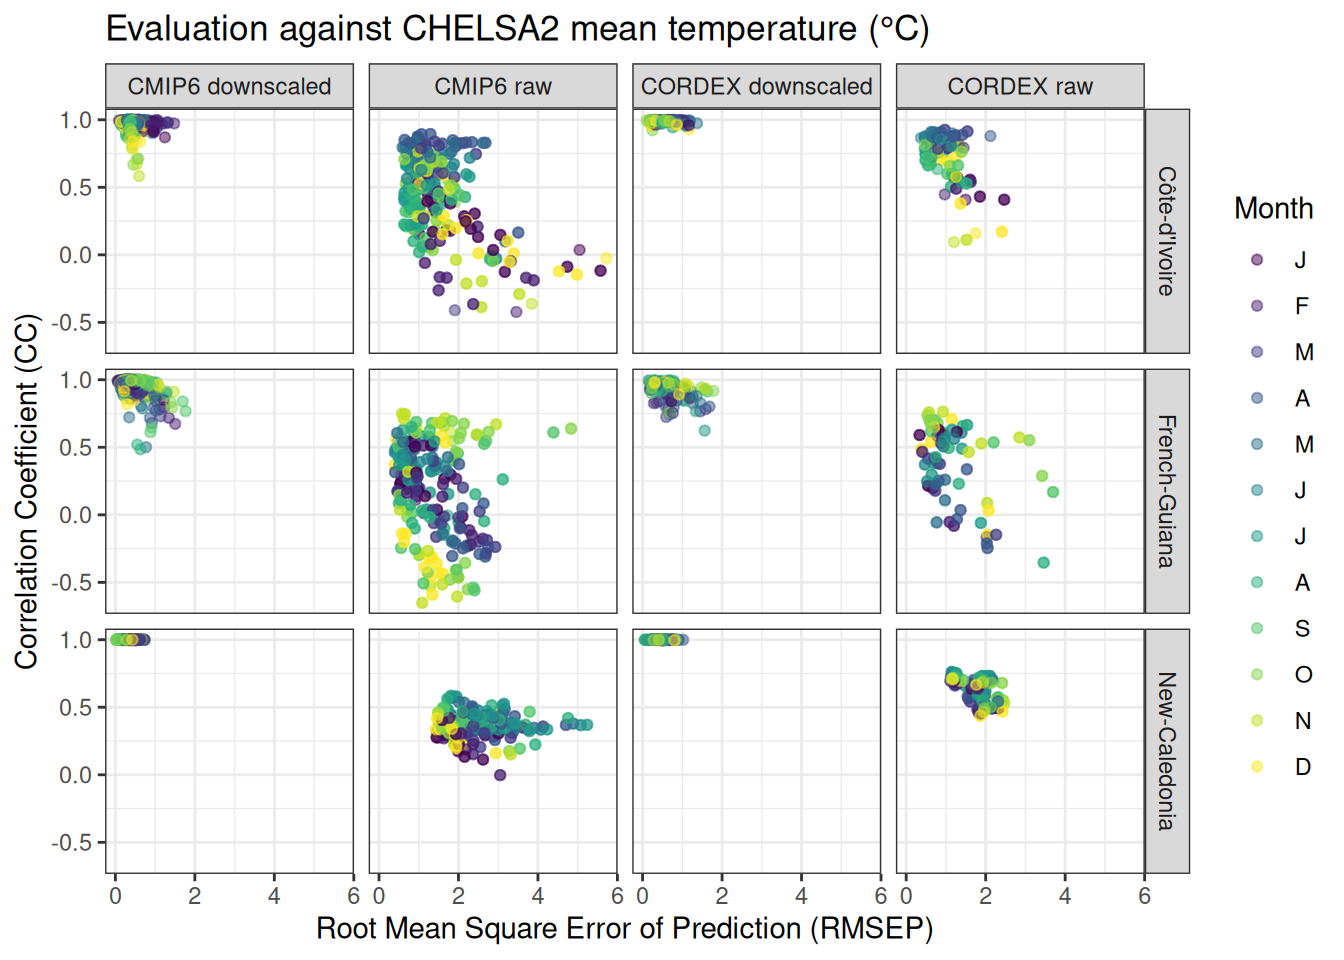 Evaluation against CHELSA2 mean temperature (°C)
CMIP6 downscaled
CMIP6 raw
CORDEX downscaled
CORDEX raw
1.0
0.5
0.0
-0.5
Côte-d'Ivoire
1.0
0.5
0.0
-0.5
French-Guiana
1.0
0.5
0.0
-0.5
New-Caledonia
0 2 4 6
0 2 4 6
0 2 4 6
0 2 4 6
Root Mean Square Error of Prediction (RMSEP)
Correlation Coefficient (CC)
Month
J
F
M
A
M
J
J
A
S
O
N
D